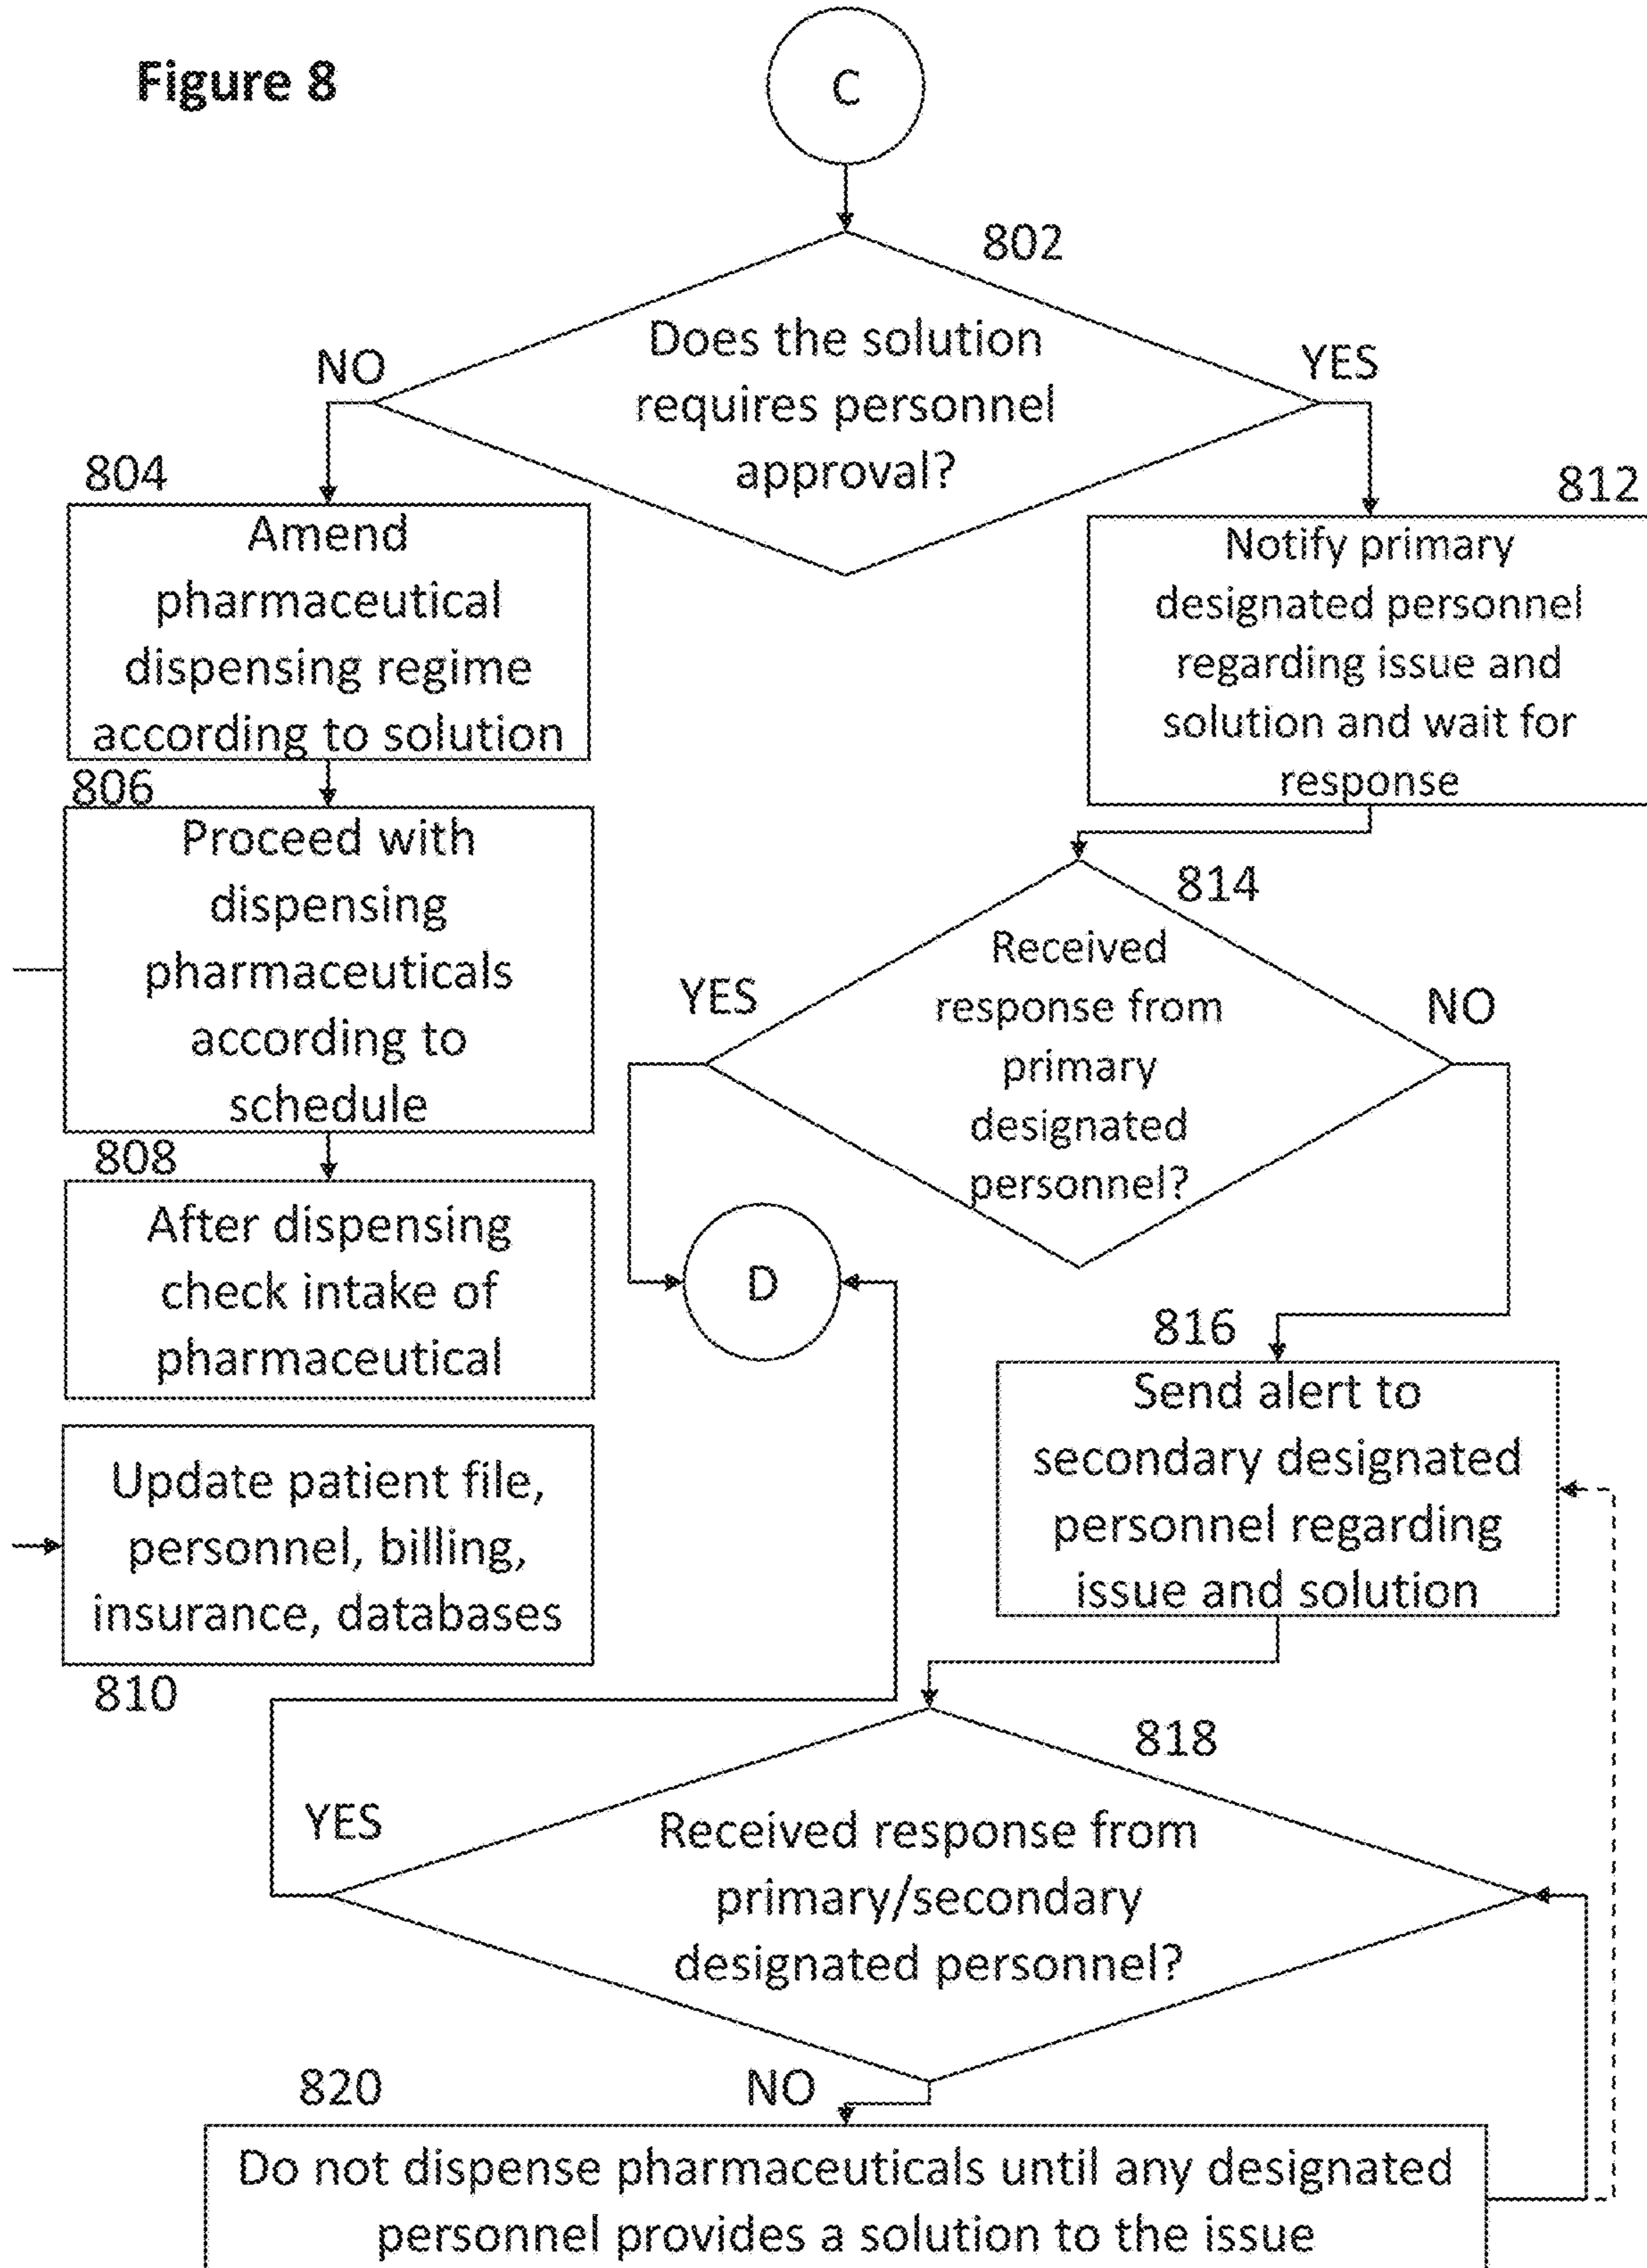 Figure 8
C
802
Does the solution
requires personnel
approval?
NO
YES
804
Amend
pharmaceutical
dispensing regime
according to solution
812
Notify primary
designated personnel
regarding issue and
solution and wait for
response
806
Proceed with
dispensing
pharmaceuticals
according to
schedule
814
Received
response from
primary
designated
personnel?
YES
NO
808
After dispensing
check intake of
pharmaceutical
D
816
Send alert to
secondary designated
personnel regarding
issue and solution
Update patient file,
personnel, billing,
insurance, databases
810
818
Received response from
primary/secondary
designated personnel?
YES
NO
820
Do not dispense pharmaceuticals until any designated
personnel provides a solution to the issue